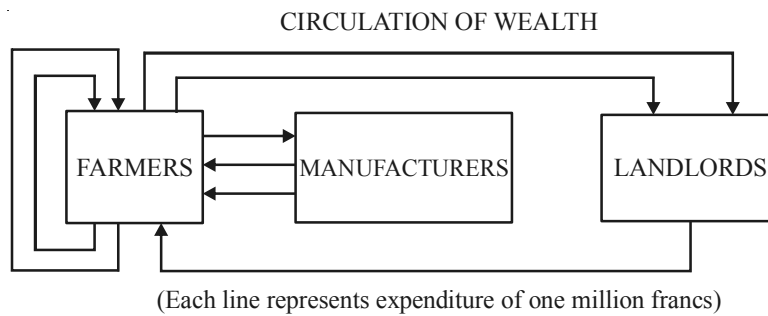 CIRCULATION OF WEALTH
FARMERS
MANUFACTURERS
LANDLORDS
(Each line represents expenditure of one million francs)